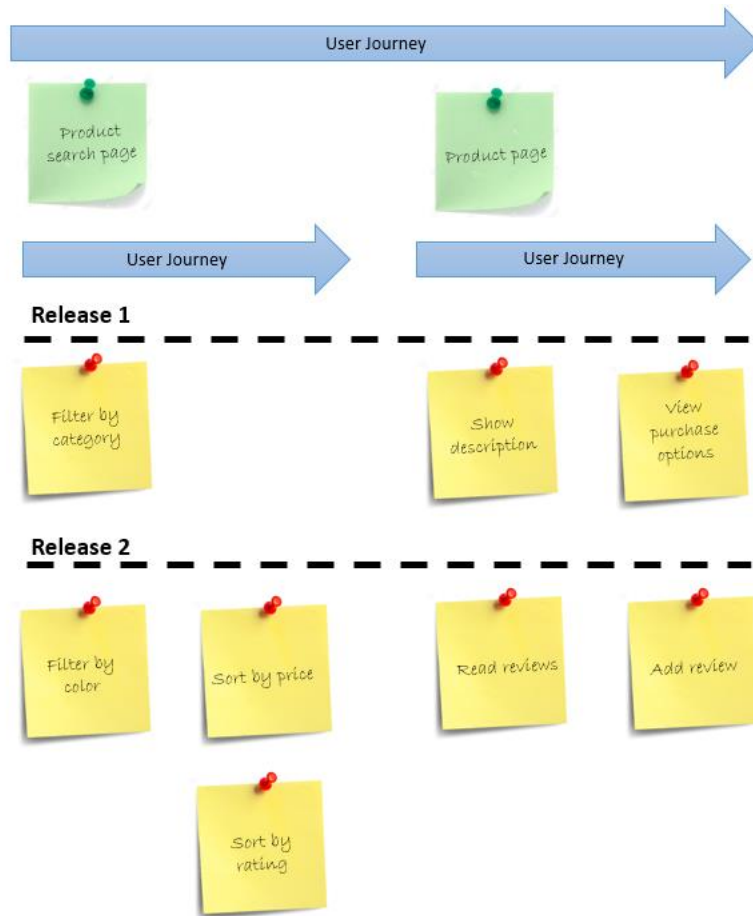 User Journey
Product
search page
Product page
User Journey
User Journey
Release 1
Filter by
category
Show
description
View
purchase
options
Release 2
Filter by
color
Sort by price
Read reviews
Add review
Sort by
rating